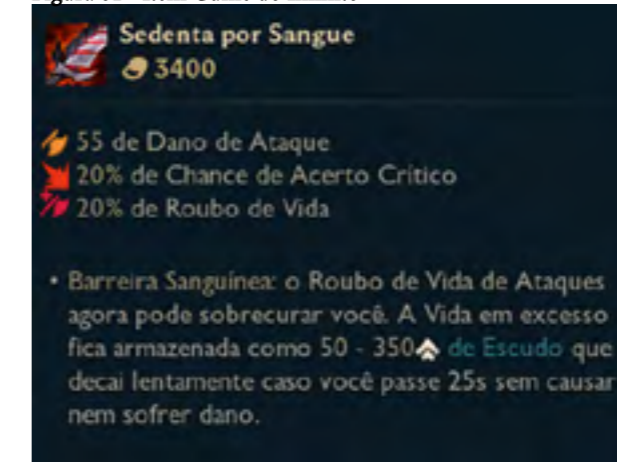 Sedenta por Sangue
3400
55 de Dano de Ataque
20% de Chance de Acerto Crítico
20% de Roubo de Vida
• Barreira Sanguínea: o Roubo de Vida de Ataques
agora pode sobrecurar você. A Vida em excesso
fica armazenada como 50 - 350 de Escudo que
decai lentamente caso você passe 25s sem causar
nem sofrer dano.